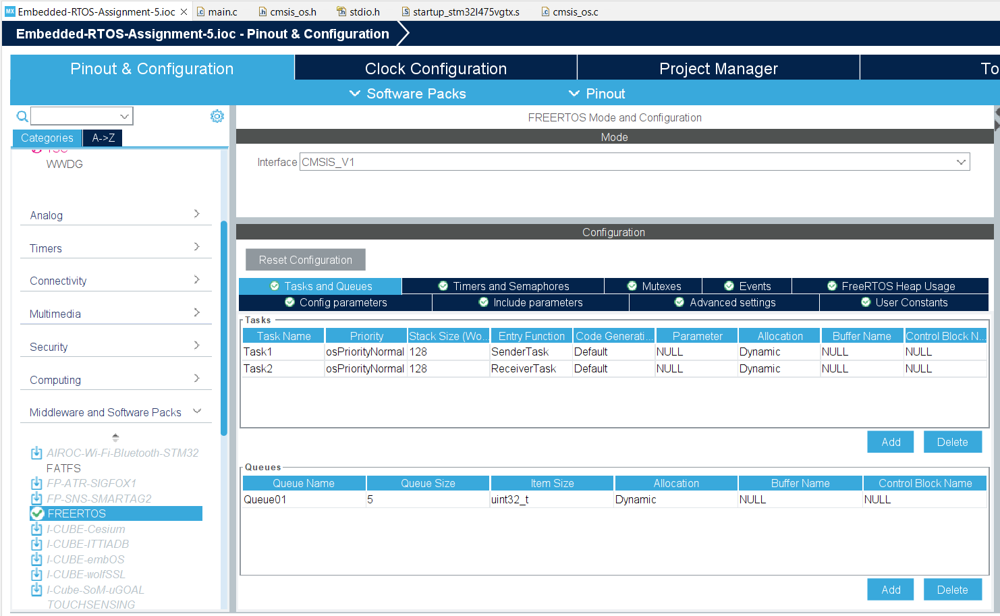 MX Embedded-RTOS-Assignment-5.ioc main.c cmsis_os.h stdio.h startup_stm32l475vgtx.s cmsis_os.c
Embedded-RTOS-Assignment-5.ioc - Pinout & Configuration
Pinout & Configuration Clock Configuration Project Manager To
Software Packs Pinout
Categories A->Z
TSC
WWDG
Analog
Timers
Connectivity
Multimedia
Security
Computing
Middleware and Software Packs
AIROC-Wi-Fi-Bluetooth-STM32
FATFS
FP-ATR-SIGFOX1
FP-SNS-SMARTAG2
FREERTOS
I-CUBE-Cesium
I-CUBE-ITTIADB
I-CUBE-embOS
I-CUBE-wolfSSL
I-Cube-SoM-uGOAL
TOUCHSENSING
FREERTOS Mode and Configuration
Mode
Interface CMSIS_V1
Configuration
Reset Configuration
Tasks and Queues Timers and Semaphores Mutexes Events FreeRTOS Heap Usage
Config parameters Include parameters Advanced settings User Constants
Tasks
Task Name Priority Stack Size (Wo... Entry Function Code Generati... Parameter Allocation Buffer Name Control Block N...
Task1 osPriorityNormal 128 SenderTask Default NULL Dynamic NULL NULL
Task2 osPriorityNormal 128 ReceiverTask Default NULL Dynamic NULL NULL
Add Delete
Queues
Queue Name Queue Size Item Size Allocation Buffer Name Control Block Name
Queue01 5 uint32_t Dynamic NULL NULL
Add Delete